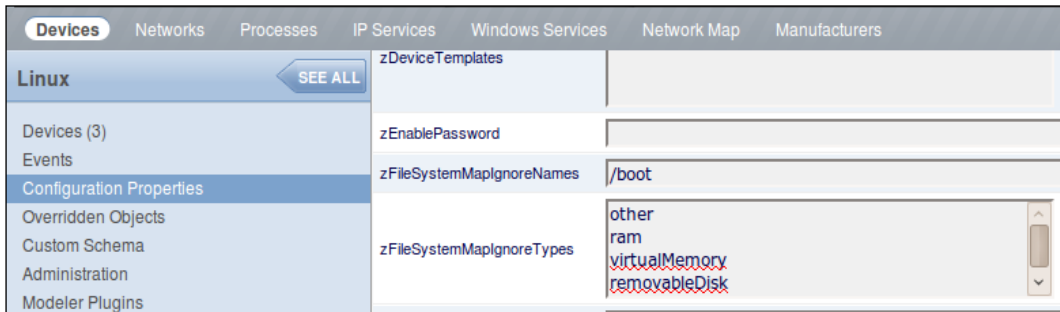 Devices Networks Processes IP Services Windows Services Network Map Manufacturers
Linux SEE ALL
Devices (3)
Events
Configuration Properties
Overridden Objects
Custom Schema
Administration
Modeler Plugins
zDeviceTemplates
zEnablePassword
zFileSystemMapIgnoreNames /boot
zFileSystemMapIgnoreTypes
other
ram
virtualMemory
removableDisk